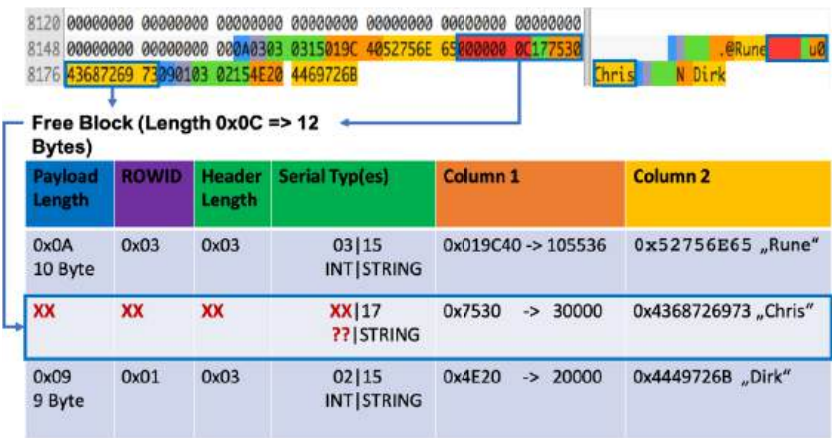 8120 00000000 00000000 00000000 00000000 00000000 00000000 00000000
8148 00000000 00000000 000A0303 0315019C 4052756E 65000000 0C177530 .@Rune u0
8176 43687269 73090103 02154E20 4469726B Chris N Dirk
Free Block (Length 0x0C => 12
Bytes)
Payload Length ROWID Header Length Serial Typ(es) Column 1 Column 2
0x0A 0x03 0x03 03|15 0x019C40 -> 105536 0x52756E65 „Rune“
10 Byte INT|STRING
XX XX XX XX|17 0x7530 -> 30000 0x4368726973 „Chris“
??|STRING
0x09 0x01 0x03 02|15 0x4E20 -> 20000 0x4449726B „Dirk“
9 Byte INT|STRING